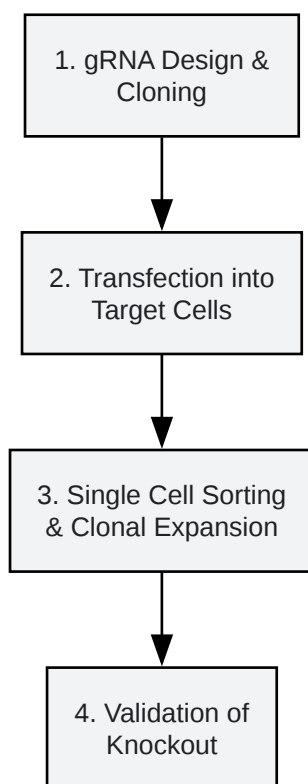 1. gRNA Design &
Cloning
2. Transfection into
Target Cells
3. Single Cell Sorting
& Clonal Expansion
4. Validation of
Knockout